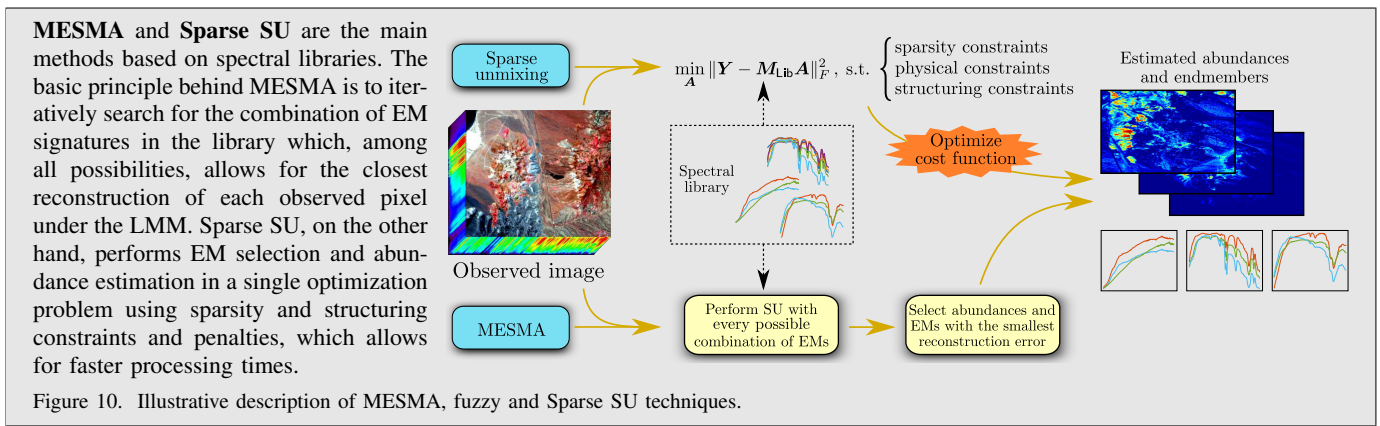 MESMA and Sparse SU are the main
methods based on spectral libraries. The
basic principle behind MESMA is to iter-
atively search for the combination of EM
signatures in the library which, among
all possibilities, allows for the closest
reconstruction of each observed pixel
under the LMM. Sparse SU, on the other
hand, performs EM selection and abun-
dance estimation in a single optimization
problem using sparsity and structuring
constraints and penalties, which allows
for faster processing times.
Sparse
unmixing
min_A ‖Y − M_Lib A‖²_F , s.t.
sparsity constraints
physical constraints
structuring constraints
Estimated abundances
and endmembers
Optimize
cost function
Spectral
library
Observed image
MESMA
Perform SU with
every possible
combination of EMs
Select abundances and
EMs with the smallest
reconstruction error
Figure 10. Illustrative description of MESMA, fuzzy and Sparse SU techniques.